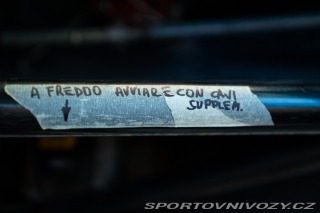 A FREDDO AVVIARE CON CAVI
SUPPLEM.
SPORTOVNIVOZY.CZ